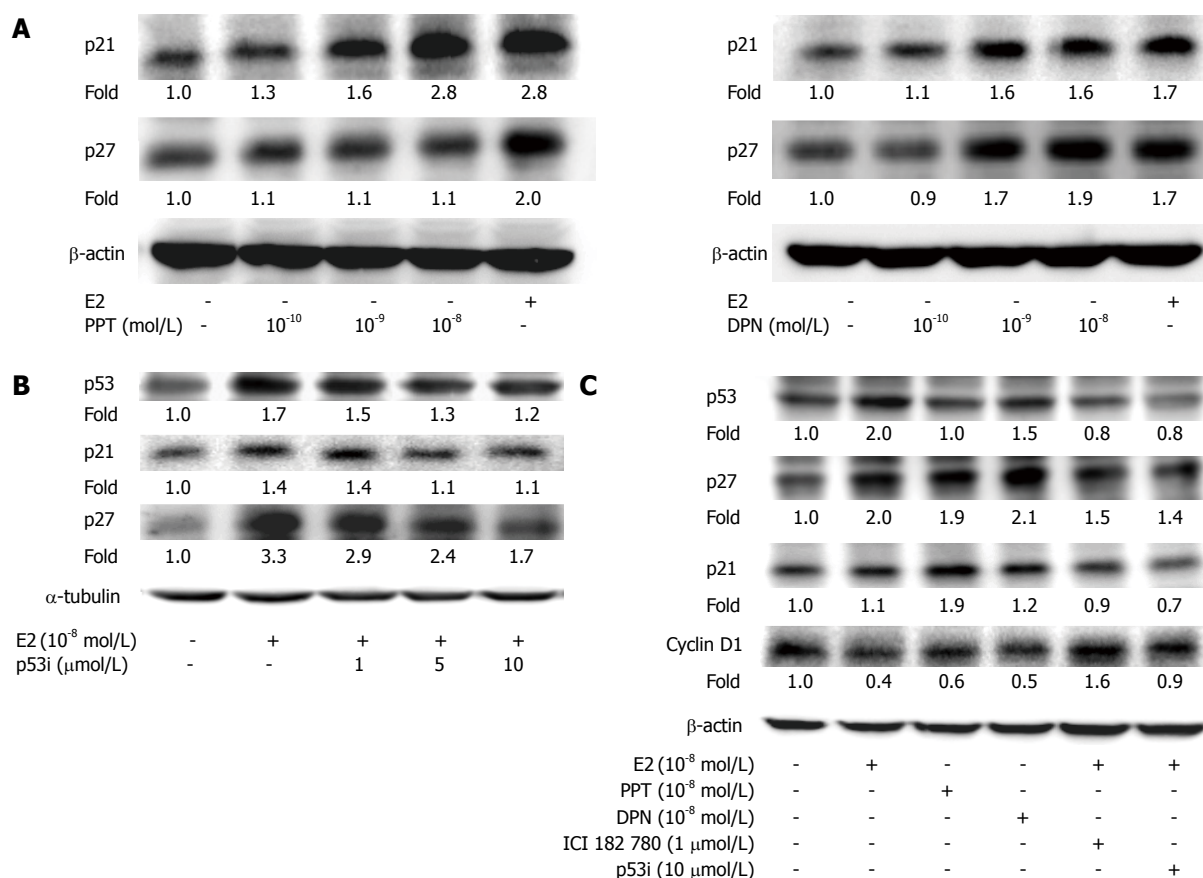 A
p21
Fold 1.0 1.3 1.6 2.8 2.8
p27
Fold 1.0 1.1 1.1 1.1 2.0
β-actin
E2 - - - - +
PPT (mol/L) - 10⁻¹⁰ 10⁻⁹ 10⁻⁸ -
p21
Fold 1.0 1.1 1.6 1.6 1.7
p27
Fold 1.0 0.9 1.7 1.9 1.7
β-actin
E2 - - - - +
DPN (mol/L) - 10⁻¹⁰ 10⁻⁹ 10⁻⁸ -
B
p53
Fold 1.0 1.7 1.5 1.3 1.2
p21
Fold 1.0 1.4 1.4 1.1 1.1
p27
Fold 1.0 3.3 2.9 2.4 1.7
α-tubulin
E2 (10⁻⁸ mol/L) - + + + +
p53i (μmol/L) - - 1 5 10
C
p53
Fold 1.0 2.0 1.0 1.5 0.8 0.8
p27
Fold 1.0 2.0 1.9 2.1 1.5 1.4
p21
Fold 1.0 1.1 1.9 1.2 0.9 0.7
Cyclin D1
Fold 1.0 0.4 0.6 0.5 1.6 0.9
β-actin
E2 (10⁻⁸ mol/L) - + - - + +
PPT (10⁻⁸ mol/L) - - + - - -
DPN (10⁻⁸ mol/L) - - - + - -
ICI 182 780 (1 μmol/L) - - - - + -
p53i (10 μmol/L) - - - - - +